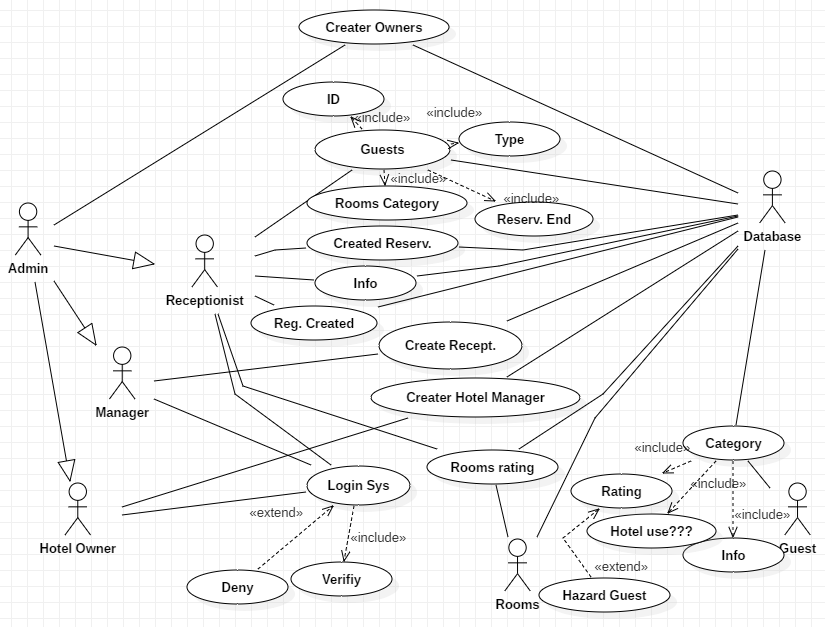 Creater Owners
ID
«include»
«include»
Guests
Type
«include»
Rooms Category
«include»
Reserv. End
Database
Created Reserv.
Admin
Receptionist
Info
Reg. Created
Create Recept.
Manager
Creater Hotel Manager
Category
«include»
Rooms rating
Login Sys
Rating
«include»
«extend»
«include»
Hotel use???
«include»
Hotel Owner
Info
Guest
Deny
Verifiy
«extend»
Rooms
Hazard Guest